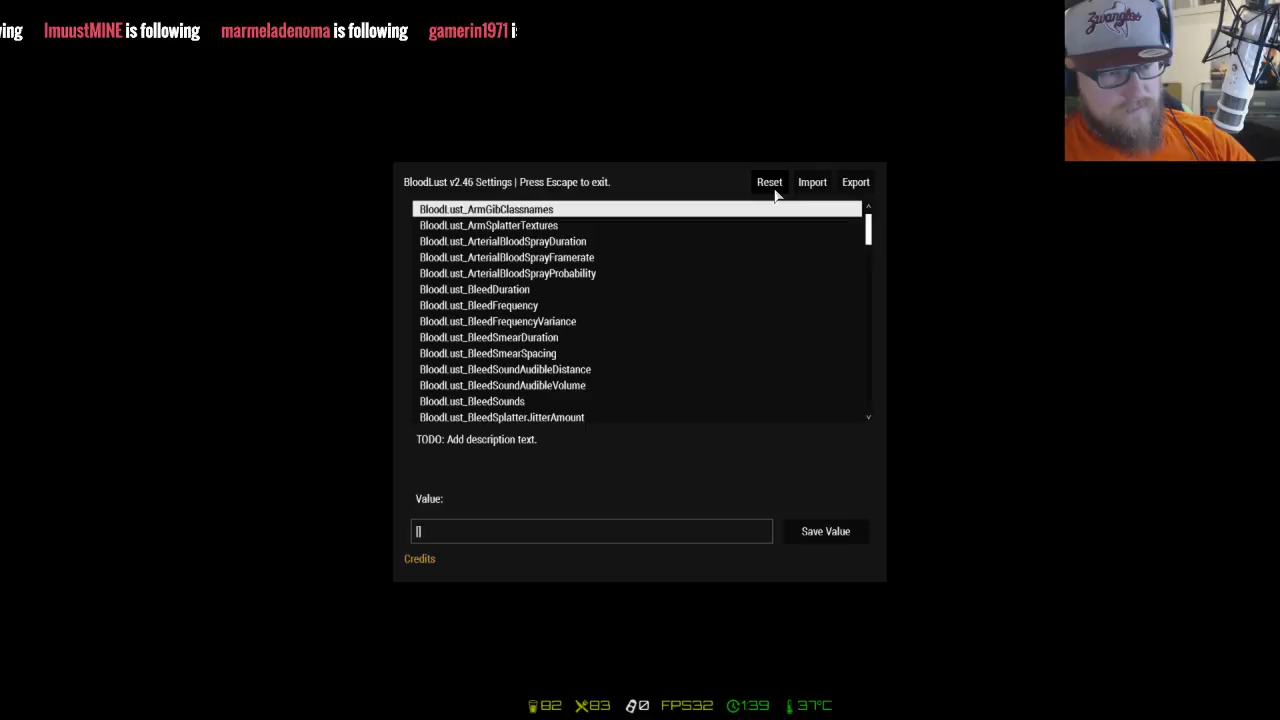 ving lmuustMINE is following marmeladenoma is following gamerin1971 i
Zwanglos
BloodLust v2.46 Settings | Press Escape to exit. Reset Import Export
BloodLust_ArmGibClassnames
BloodLust_ArmSplatterTextures
BloodLust_ArterialBloodSprayDuration
BloodLust_ArterialBloodSprayFramerate
BloodLust_ArterialBloodSprayProbability
BloodLust_BleedDuration
BloodLust_BleedFrequency
BloodLust_BleedFrequencyVariance
BloodLust_BleedSmearDuration
BloodLust_BleedSmearSpacing
BloodLust_BleedSoundAudibleDistance
BloodLust_BleedSoundAudibleVolume
BloodLust_BleedSounds
BloodLust_BleedSplatterJitterAmount
TODO: Add description text.
Value:
[] Save Value
Credits
82 83 0 FPS32 139 37°C